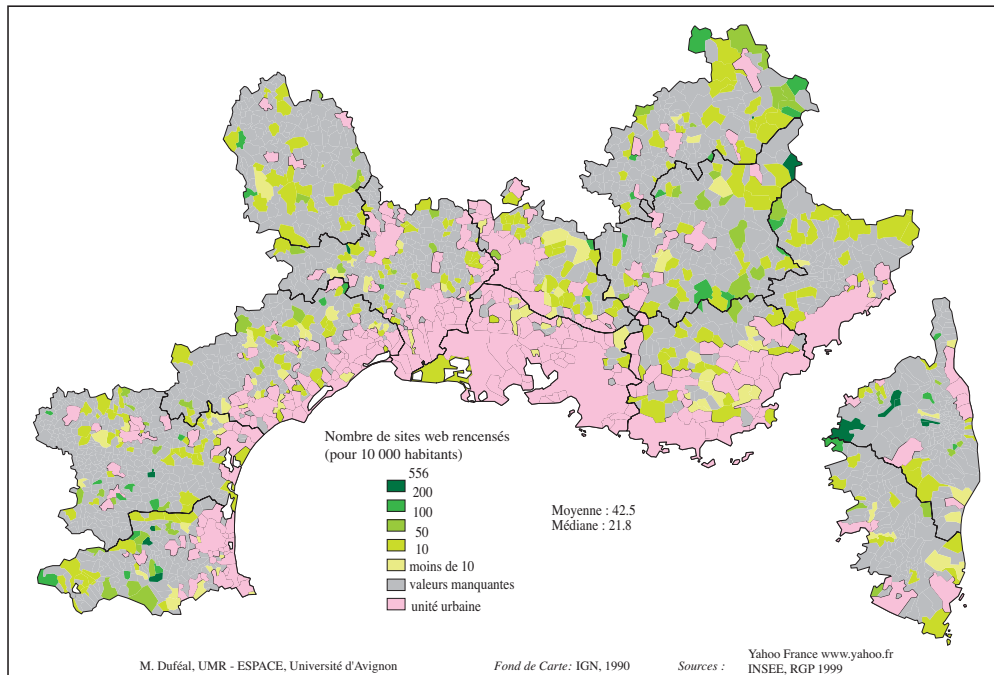 Nombre de sites web rencensés
(pour 10 000 habitants)
556
200
100
50
10
moins de 10
valeurs manquantes
unité urbaine
Moyenne : 42.5
Médiane : 21.8
M. Duféal, UMR - ESPACE, Université d'Avignon
Fond de Carte: IGN, 1990
Sources :
Yahoo France www.yahoo.fr
INSEE, RGP 1999